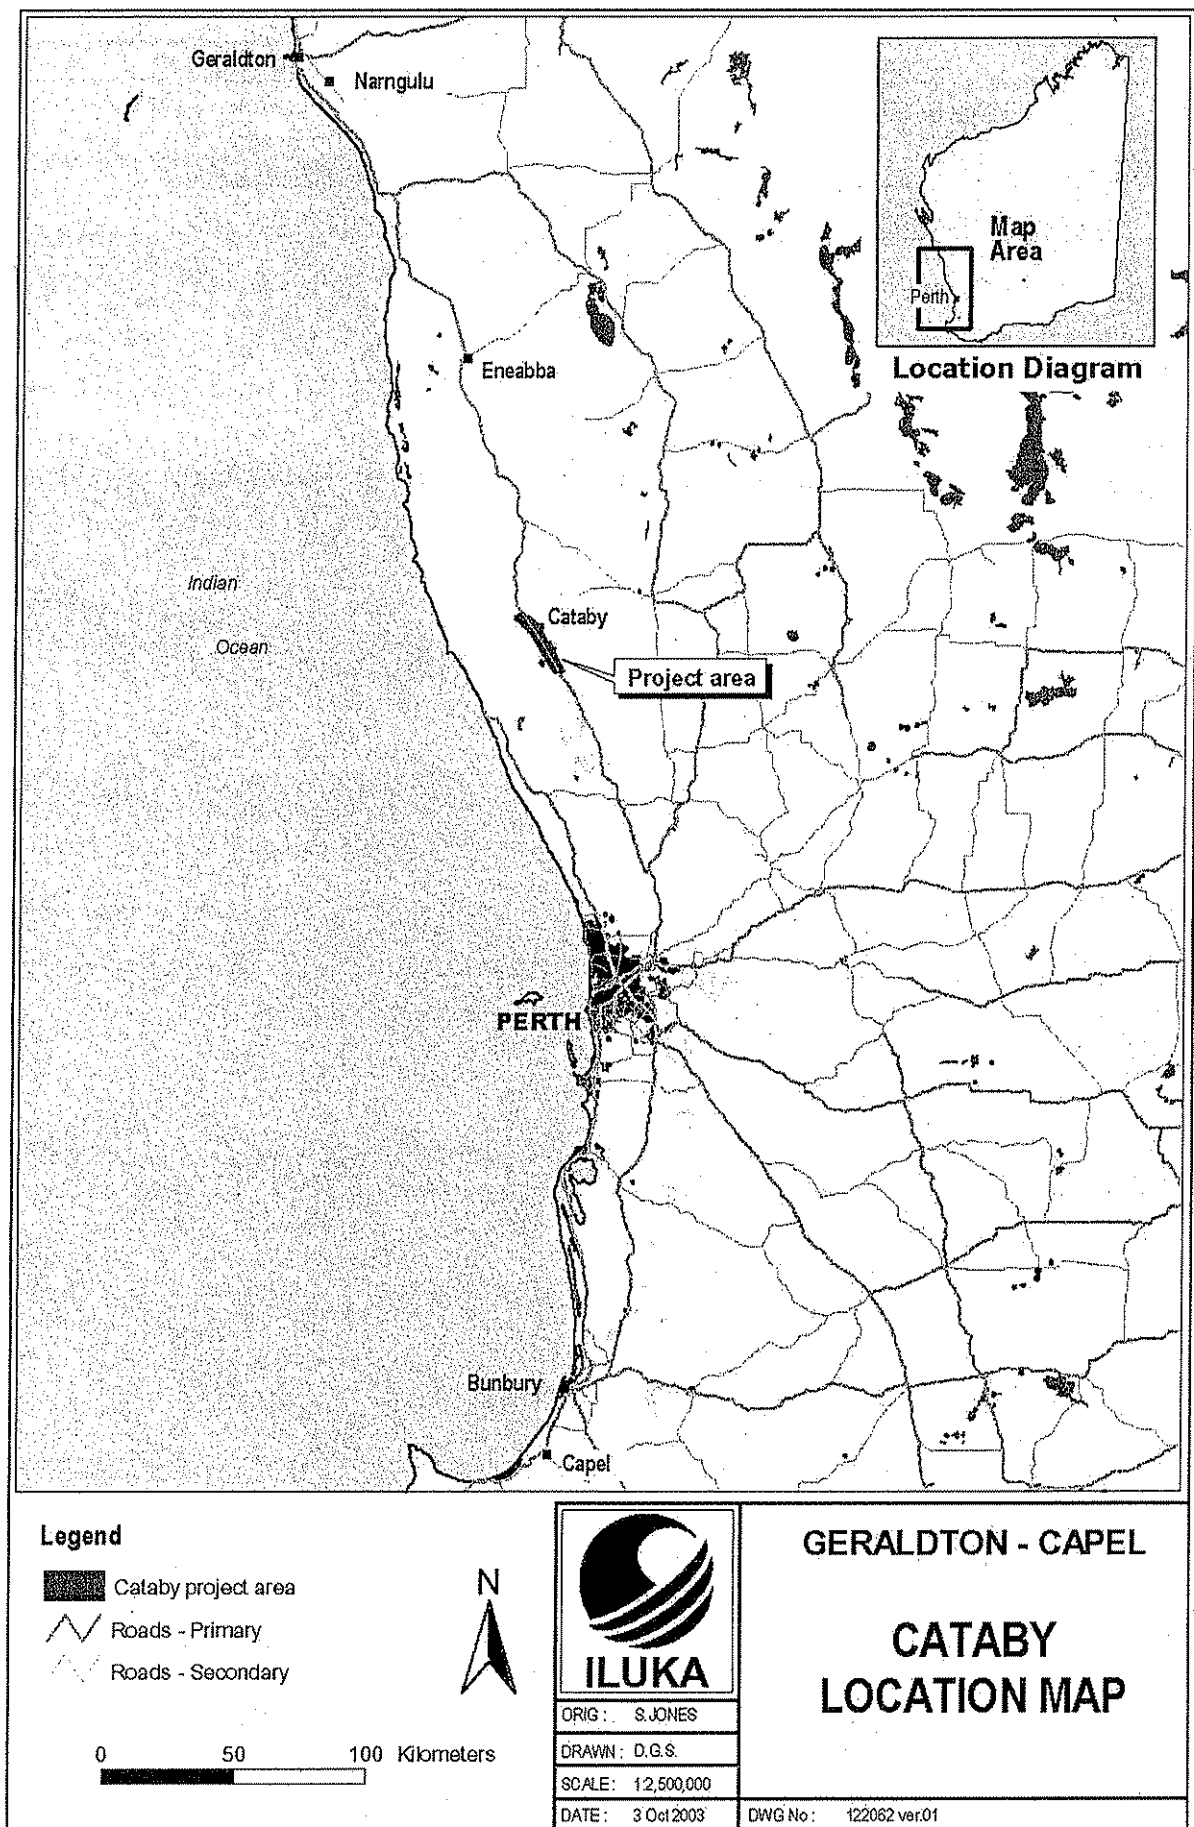 Geraldton
Narngulu
Map
Area
Perth
Location Diagram
Eneabba
Indian
Ocean
Cataby
Project area
PERTH
Bunbury
Capel
Legend
Cataby project area
Roads - Primary
Roads - Secondary
0 50 100 Kilometers
N
ILUKA
ORIG : S.JONES
DRAWN : D.G.S.
SCALE : 1:2,500,000
DATE : 3 Oct 2003
GERALDTON - CAPEL
CATABY
LOCATION MAP
DWG No : 122062 ver.01